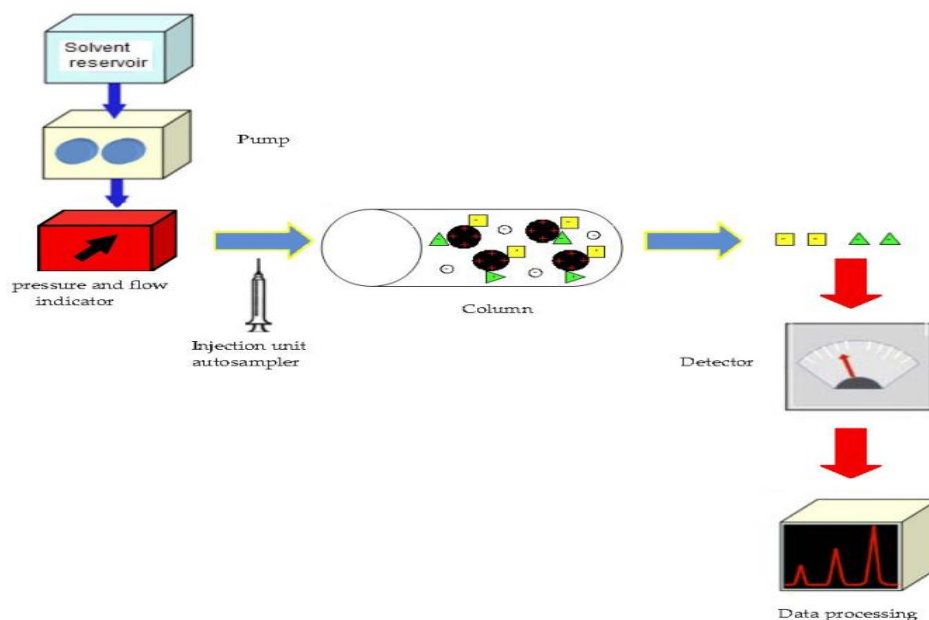 Solvent
reservoir
Pump
pressure and flow
indicator
Injection unit
autosampler
Column
Detector
Data processing